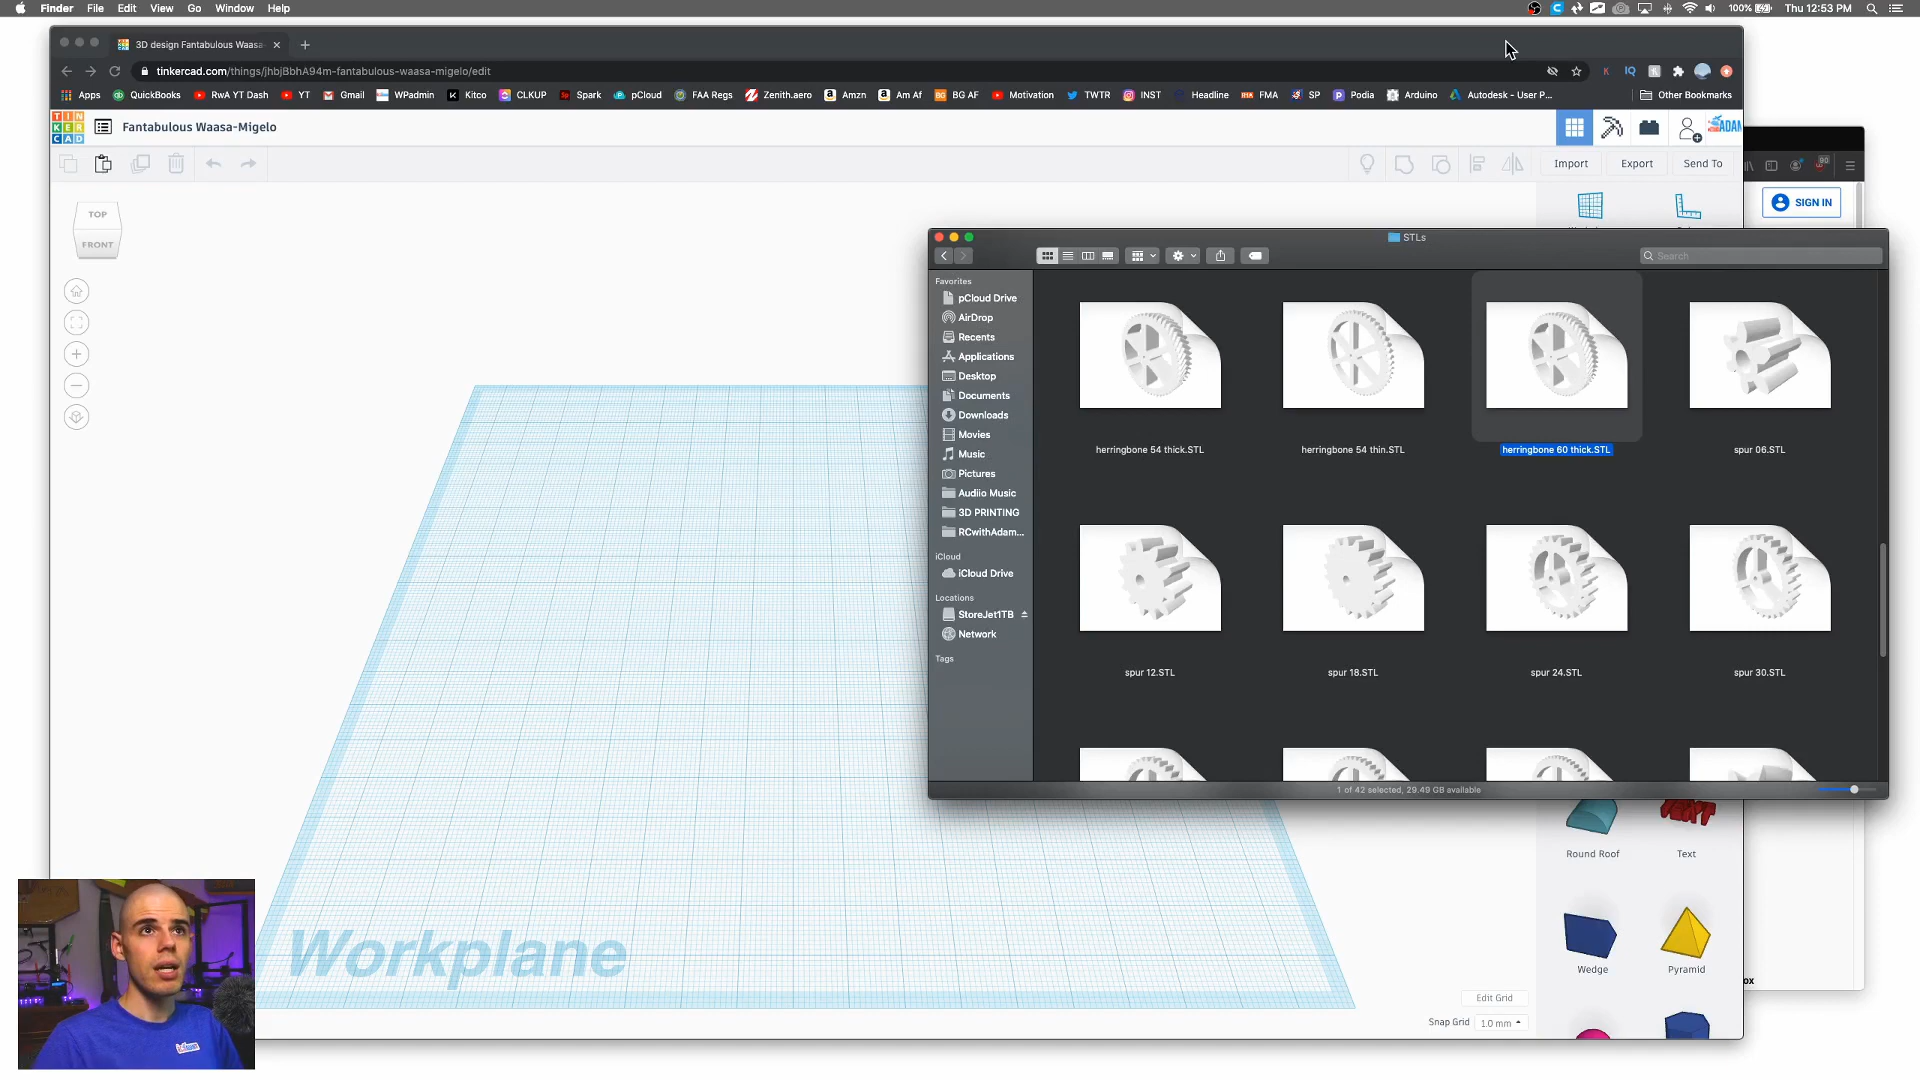 Finder File Edit View Go Window Help
100% Thu 12:53 PM
3D design Fantabulous Waasa-
tinkercad.com/things/jhbjBbhA94m-fantabulous-waasa-migelo/edit
Apps QuickBooks RwA YT Dash YT Gmail WPadmin Kitco CLKUP Spark pCloud FAA Regs Zenith.aero Amzn Am Af BG AF Motivation TWTR INST Headline FMA SP Podia Arduino Autodesk - User P... Other Bookmarks
TIN
KER
CAD
Fantabulous Waasa-Migelo
ADAM
Import Export Send To
90
SIGN IN
TOP
FRONT
STLs
Search
Favorites
pCloud Drive
AirDrop
Recents
Applications
Desktop
Documents
Downloads
Movies
Music
Pictures
Audiio Music
3D PRINTING
RCwithAdam...
iCloud
iCloud Drive
Locations
StoreJet1TB
Network
Tags
herringbone 54 thick.STL herringbone 54 thin.STL herringbone 60 thick.STL spur 06.STL
spur 12.STL spur 18.STL spur 24.STL spur 30.STL
1 of 42 selected, 29.49 GB available
Round Roof Text
Wedge Pyramid
ox
Workplane
Edit Grid
Snap Grid 1.0 mm